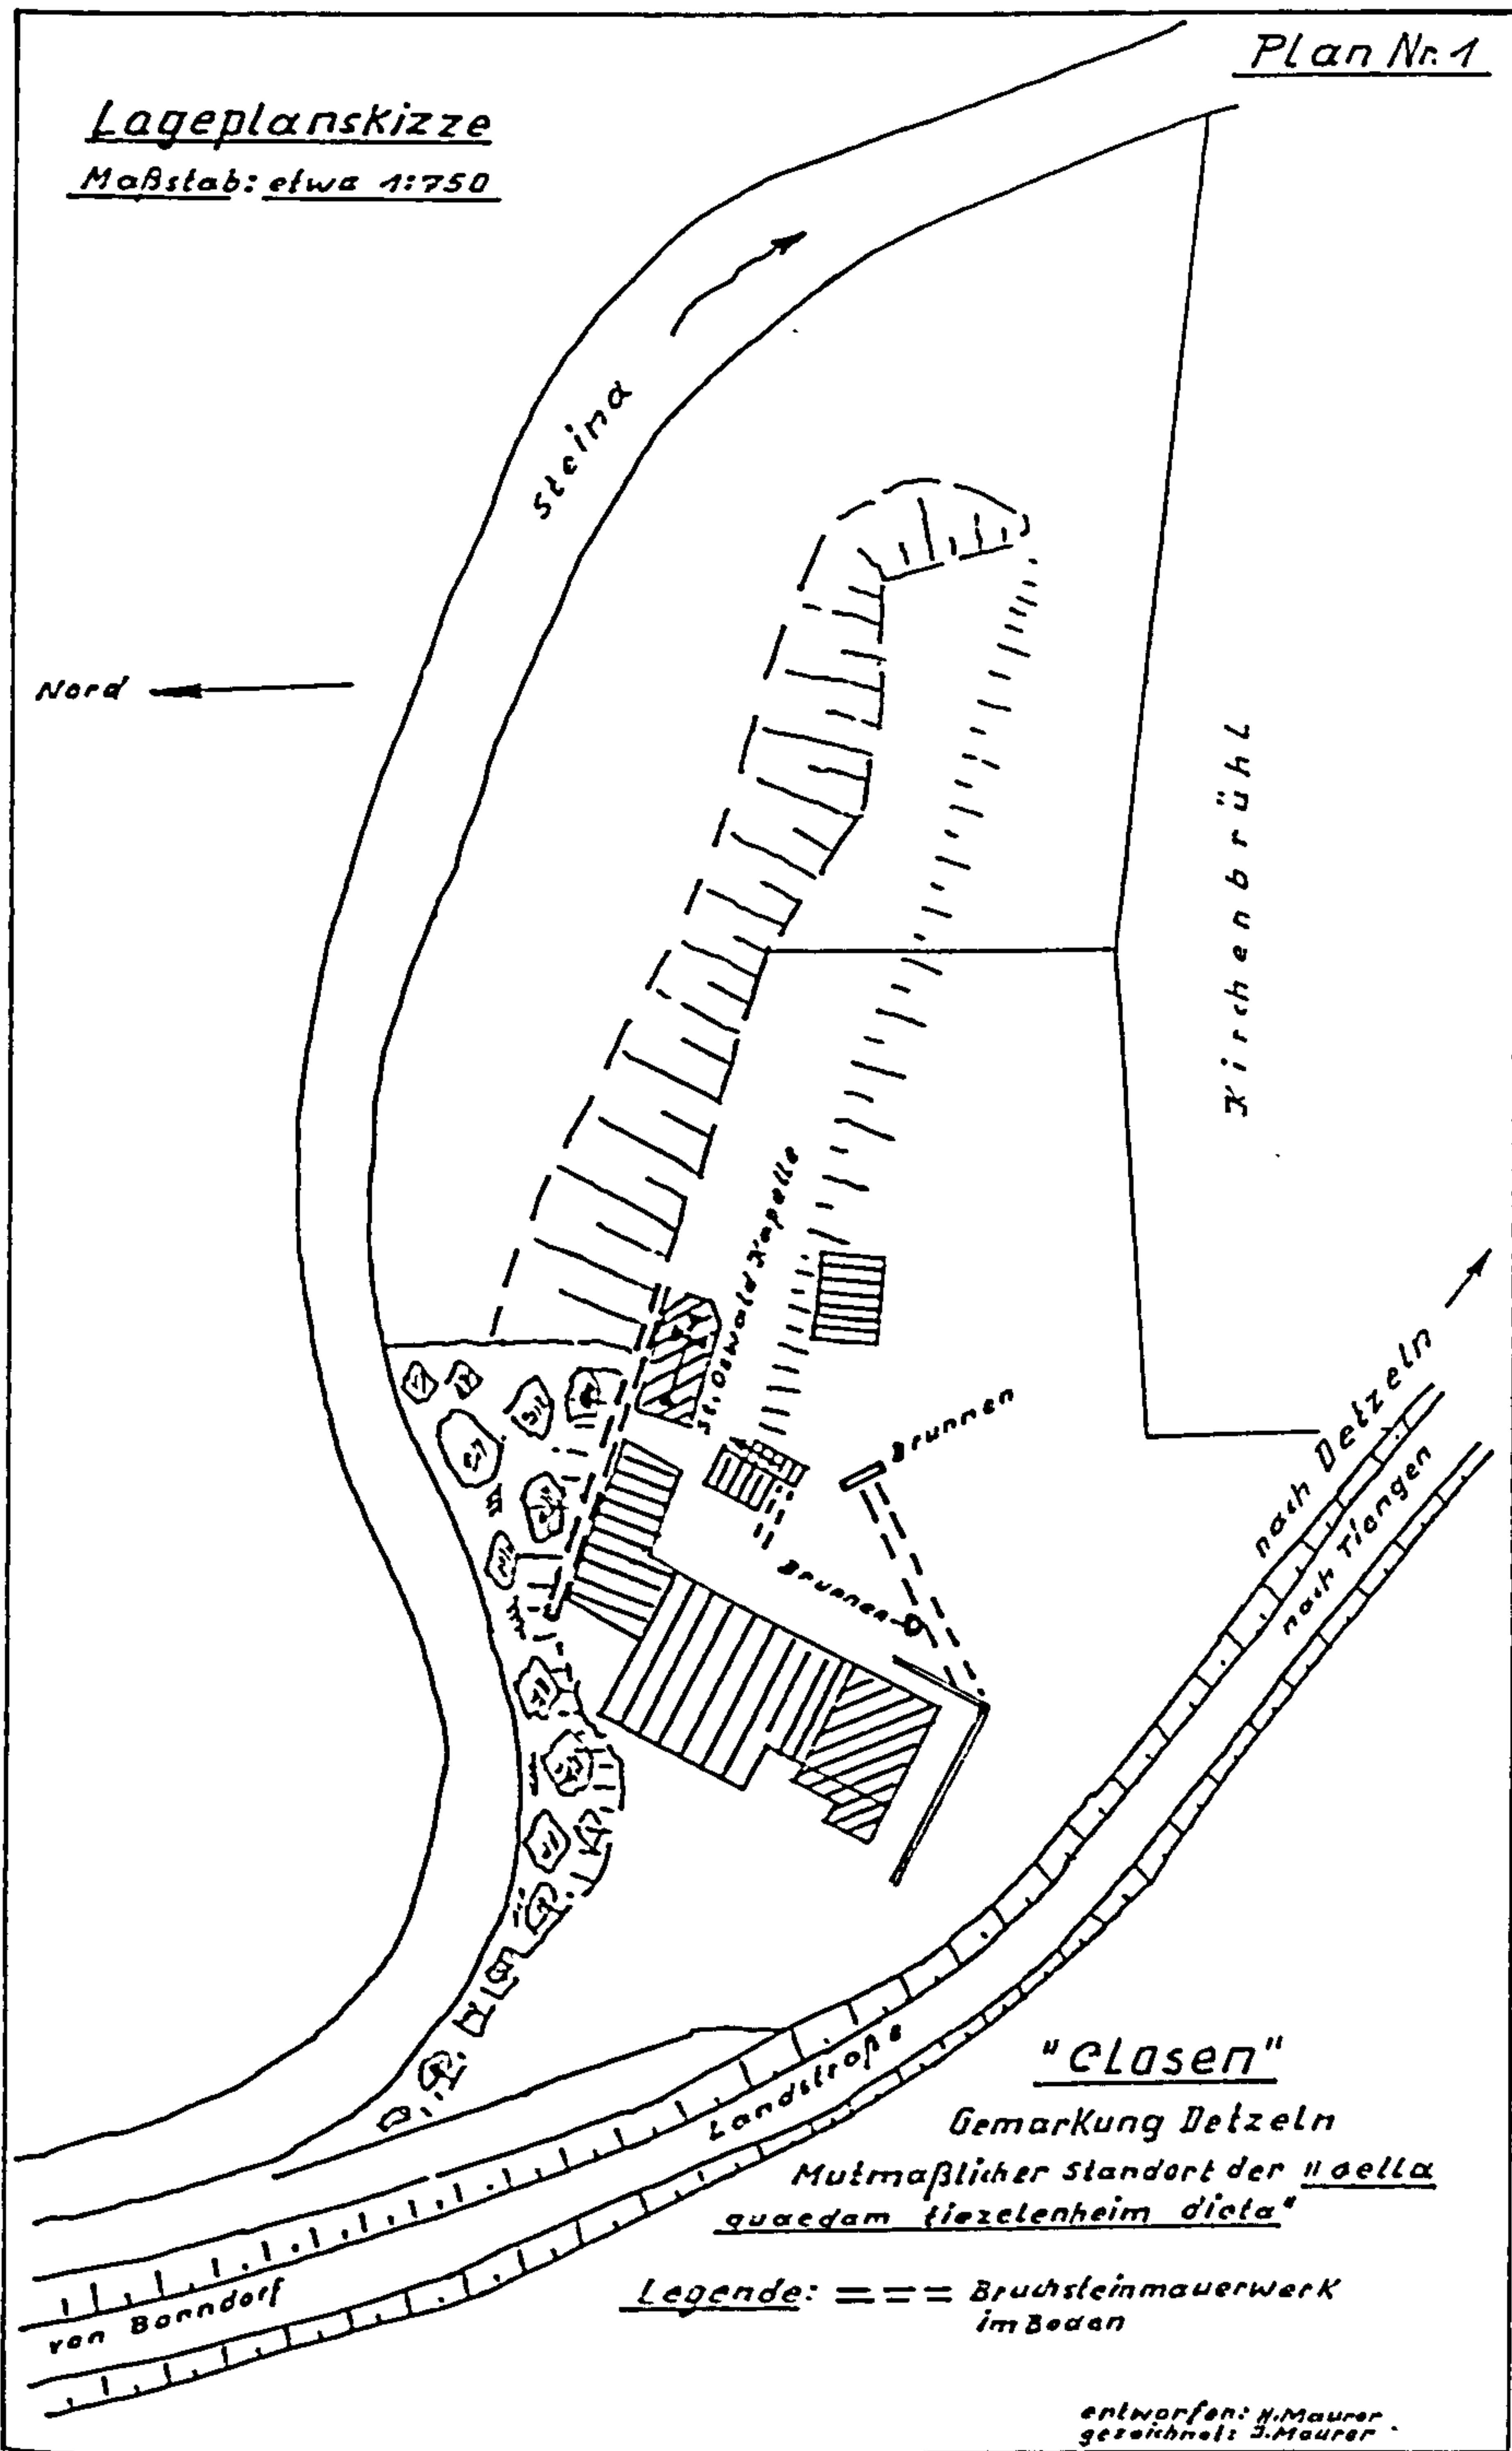 Plan Nr. 1
Lageplanskizze
Maßstab: etwa 1:750
Steina
Nord
Kirchenbrühl
St. Oswald Kapelle
Brunnen
Brunnen
nach Detzeln
nach Tiengen
Landstraße
von Bonndorf
"Closen"
Gemarkung Detzeln
Mutmaßlicher Standort der "cella
quaedam tiezelenheim dicta"
Legende: = = = Bruchsteinmauerwerk
im Boden
entworfen: H. Maurer
gezeichnet: J. Maurer